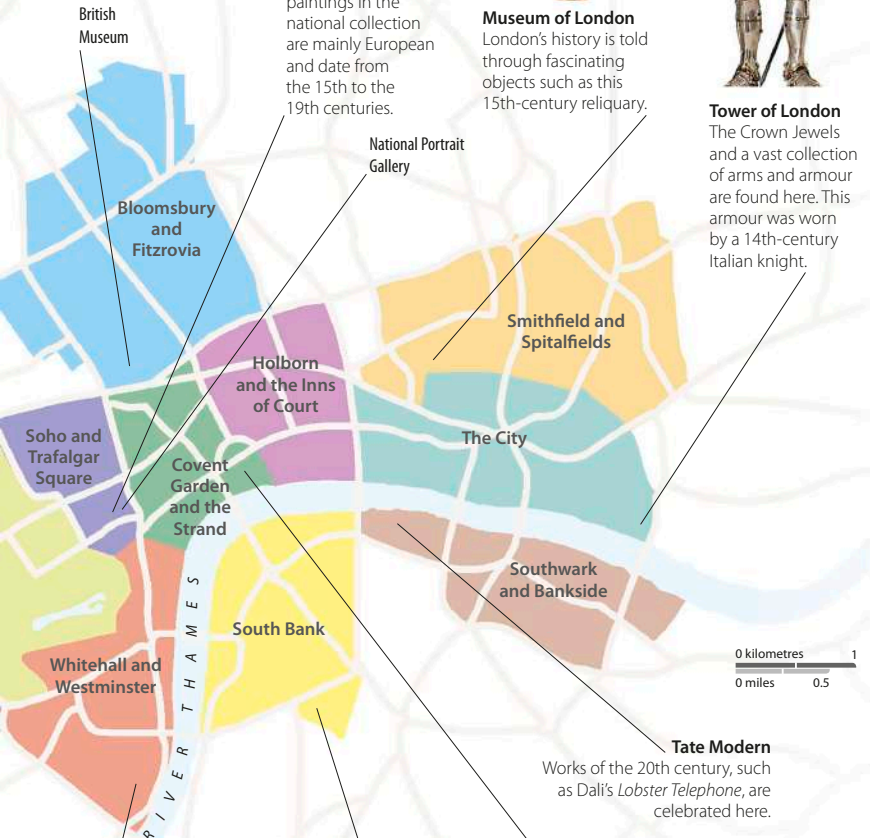 British
Museum
paintings in the
national collection
are mainly European
and date from
the 15th to the
19th centuries.
Museum of London
London's history is told
through fascinating
objects such as this
15th-century reliquary.
Tower of London
The Crown Jewels
and a vast collection
of arms and armour
are found here. This
armour was worn
by a 14th-century
Italian knight.
National Portrait
Gallery
Bloomsbury
and
Fitzrovia
Smithfield and
Spitalfields
Holborn
and the Inns
of Court
Soho and
Trafalgar
Square
Covent
Garden
and the
Strand
The City
Southwark
and Bankside
South Bank
Whitehall and
Westminster
RIVER THAMES
0 kilometres 1
0 miles 0.5
Tate Modern
Works of the 20th century, such
as Dali's Lobster Telephone, are
celebrated here.